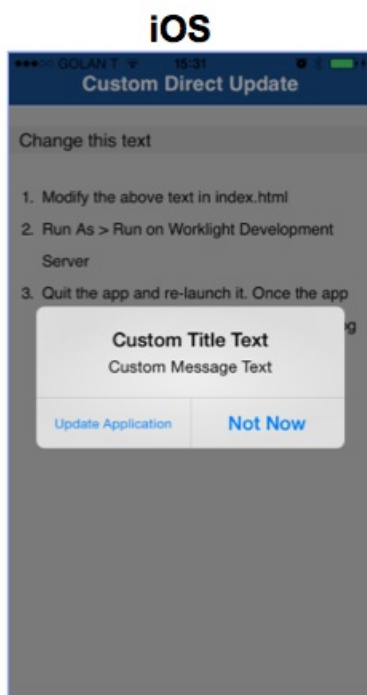 iOS
GOLAN T 15:31
Custom Direct Update
Change this text
1. Modify the above text in index.html
2. Run As > Run on Worklight Development
Server
3. Quit the app and re-launch it. Once the app
Custom Title Text
Custom Message Text
Update Application Not Now